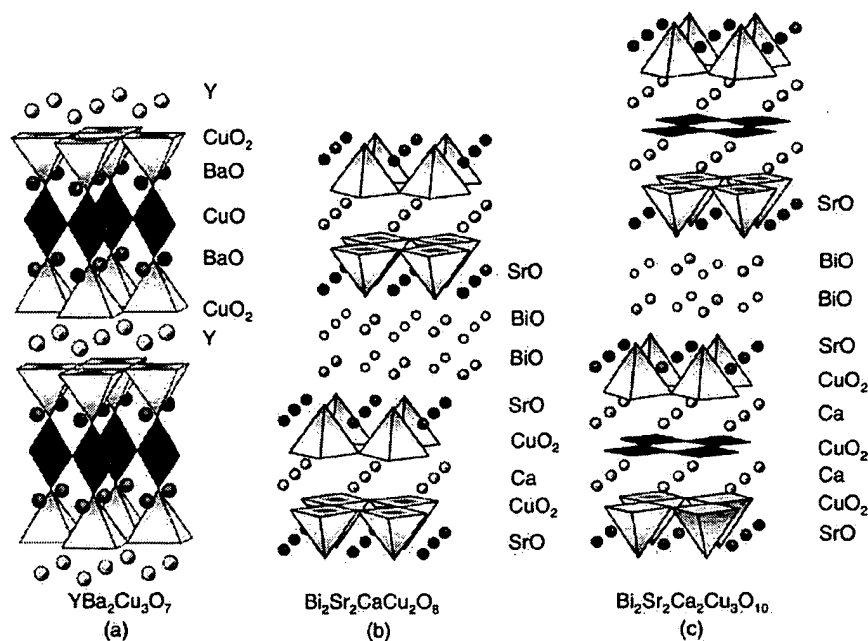 Y
CuO₂
BaO
CuO
BaO
CuO₂
Y
YBa₂Cu₃O₇
(a)
SrO
BiO
BiO
SrO
CuO₂
Ca
CuO₂
SrO
Bi₂Sr₂CaCu₂O₈
(b)
SrO
BiO
BiO
SrO
CuO₂
Ca
CuO₂
Ca
CuO₂
SrO
Bi₂Sr₂Ca₂Cu₃O₁₀
(c)